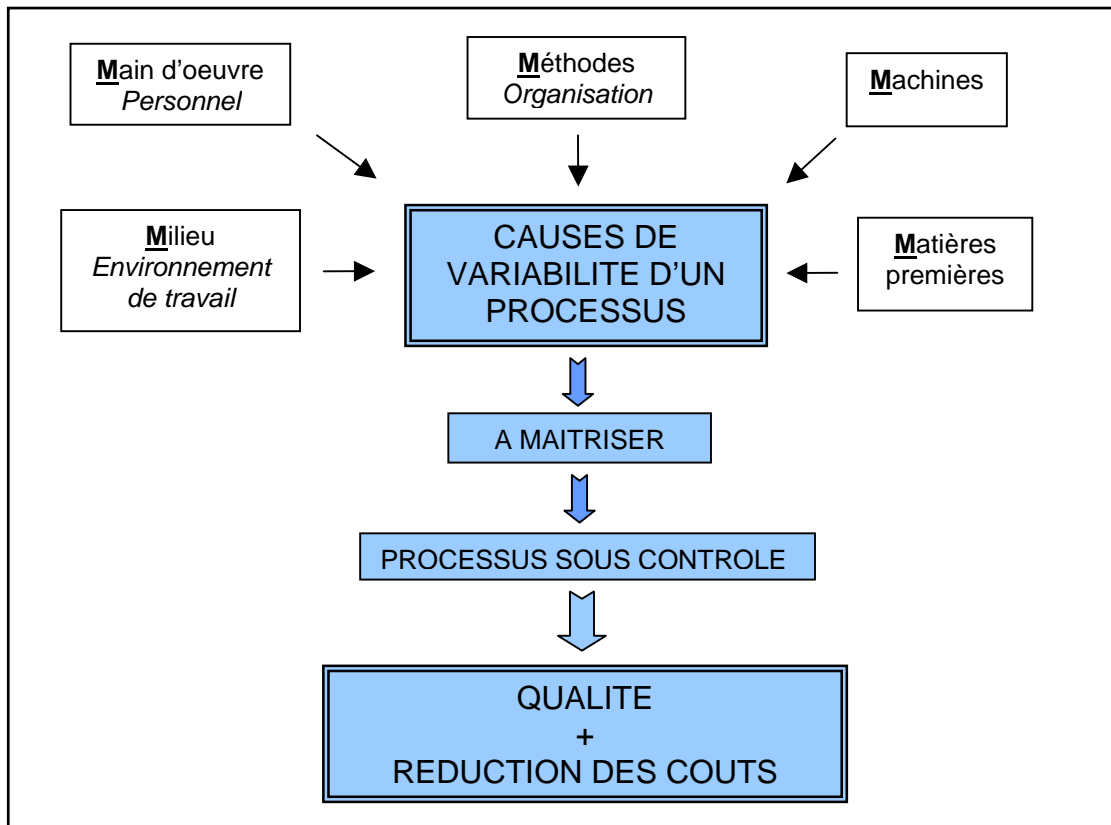 Main d'oeuvre
Personnel
Méthodes
Organisation
Machines
Milieu
Environnement
de travail
CAUSES DE
VARIABILITE D'UN
PROCESSUS
Matières
premières
A MAITRISER
PROCESSUS SOUS CONTROLE
QUALITE
+
REDUCTION DES COUTS